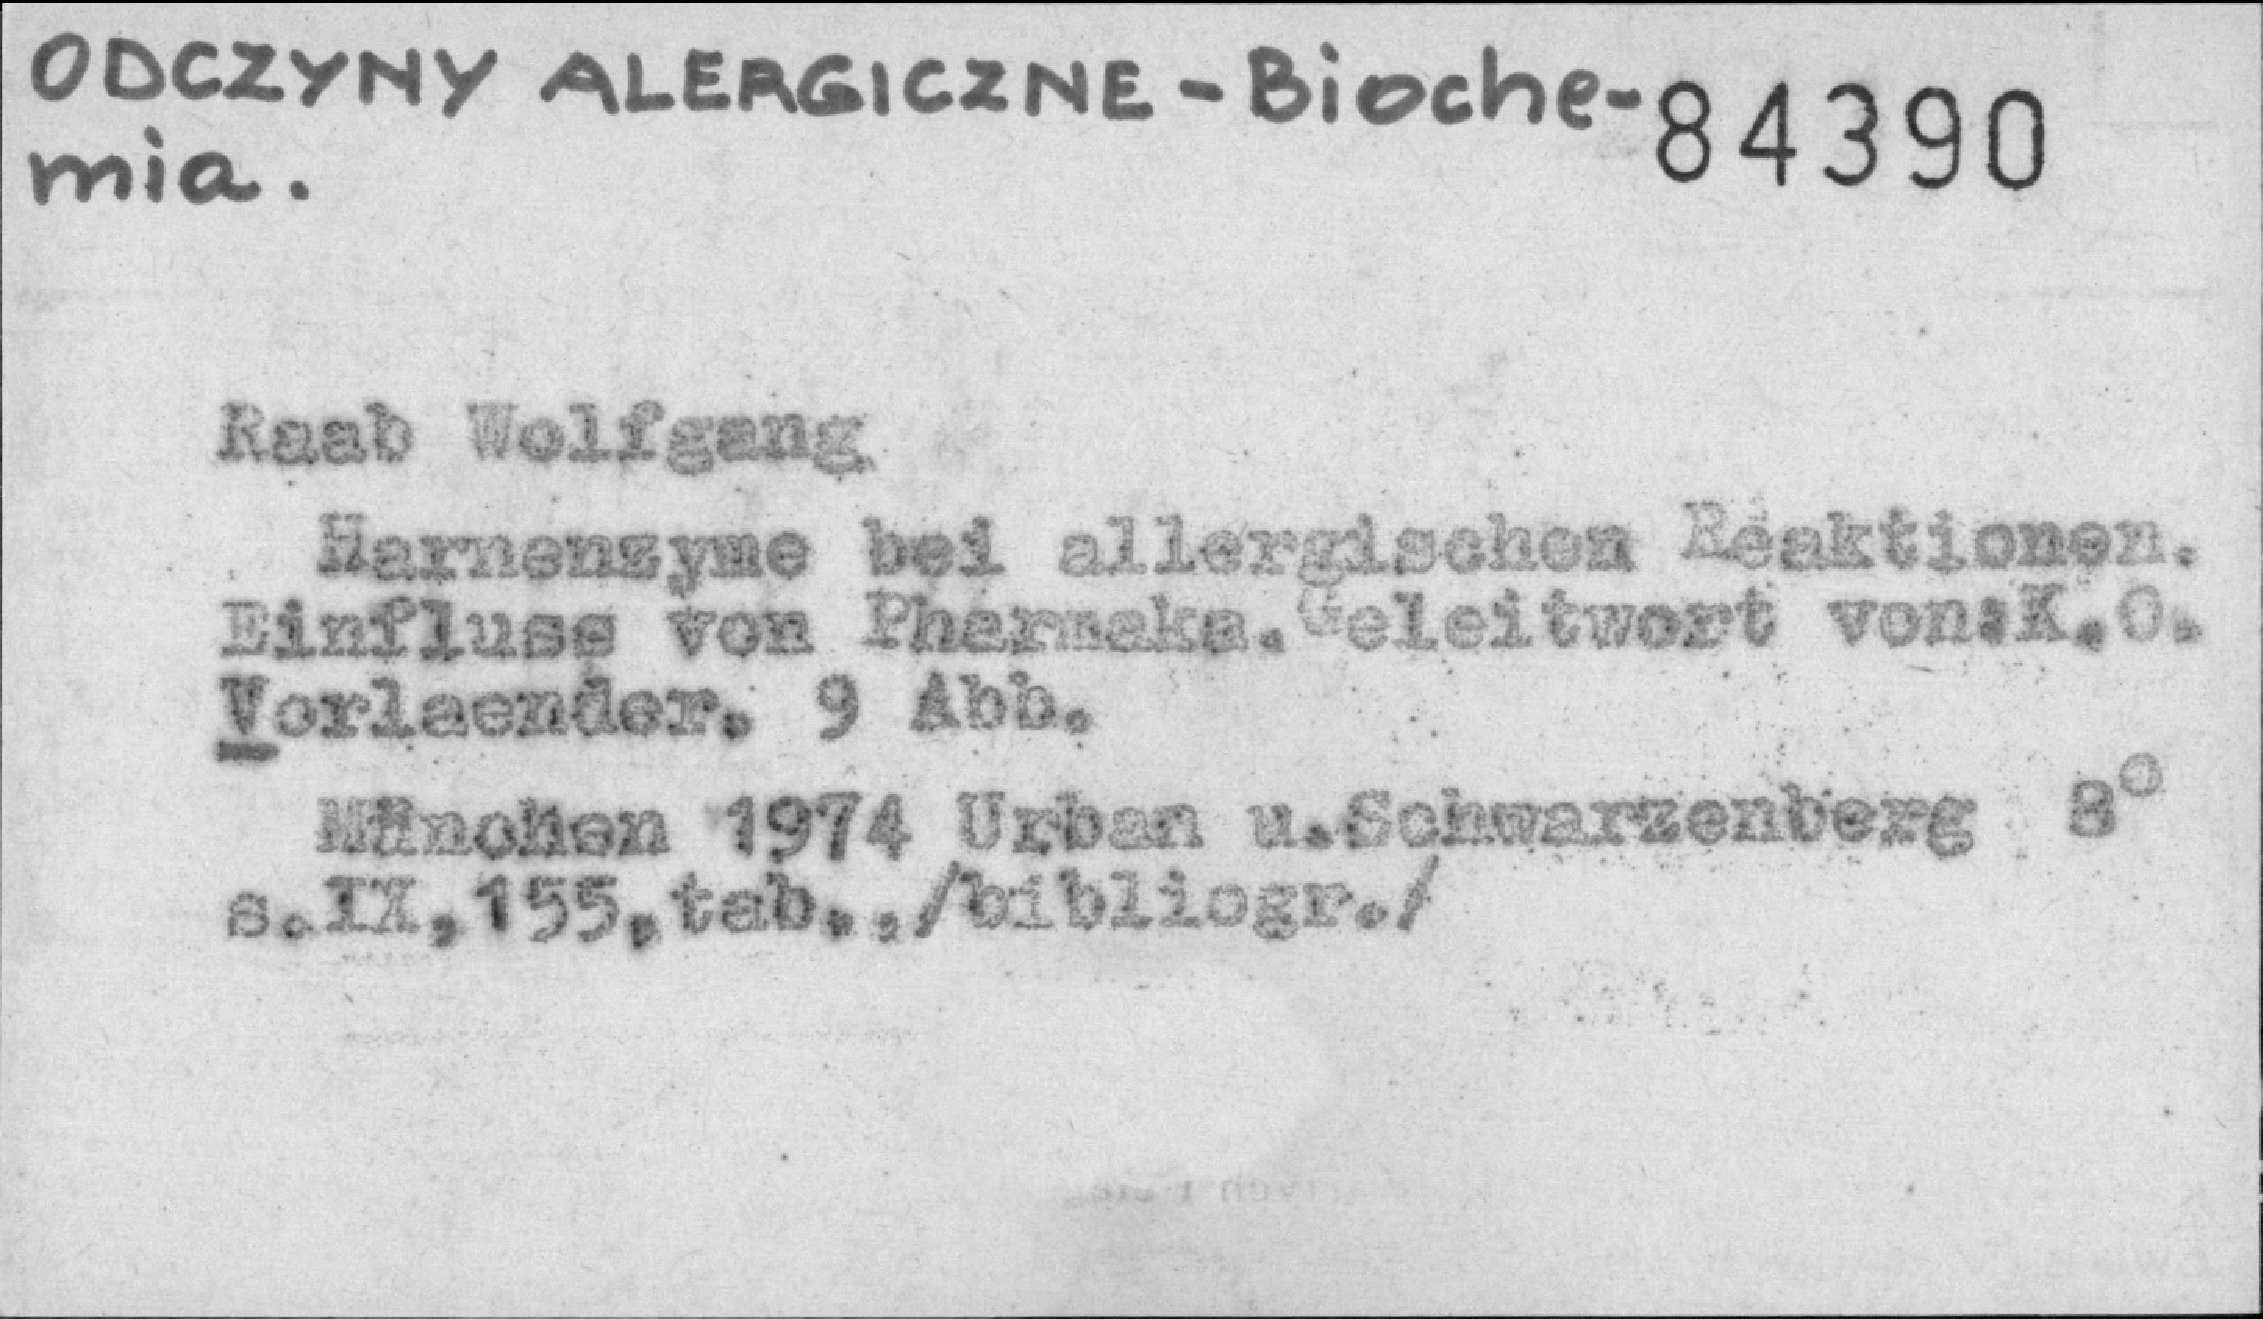 ODCZYNY ALERGICZNE - Bioche- 84390
mia.
Raab Wolfgang
Harnenzyme bei allergischen Reaktionen.
Einfluss von Pharmaka. Geleitwort von:K.O.
Vorlaender. 9 Abb.
München 1974 Urban u.Schwarzenberg 8°
s.IX,155,tab.,/bibliogr./